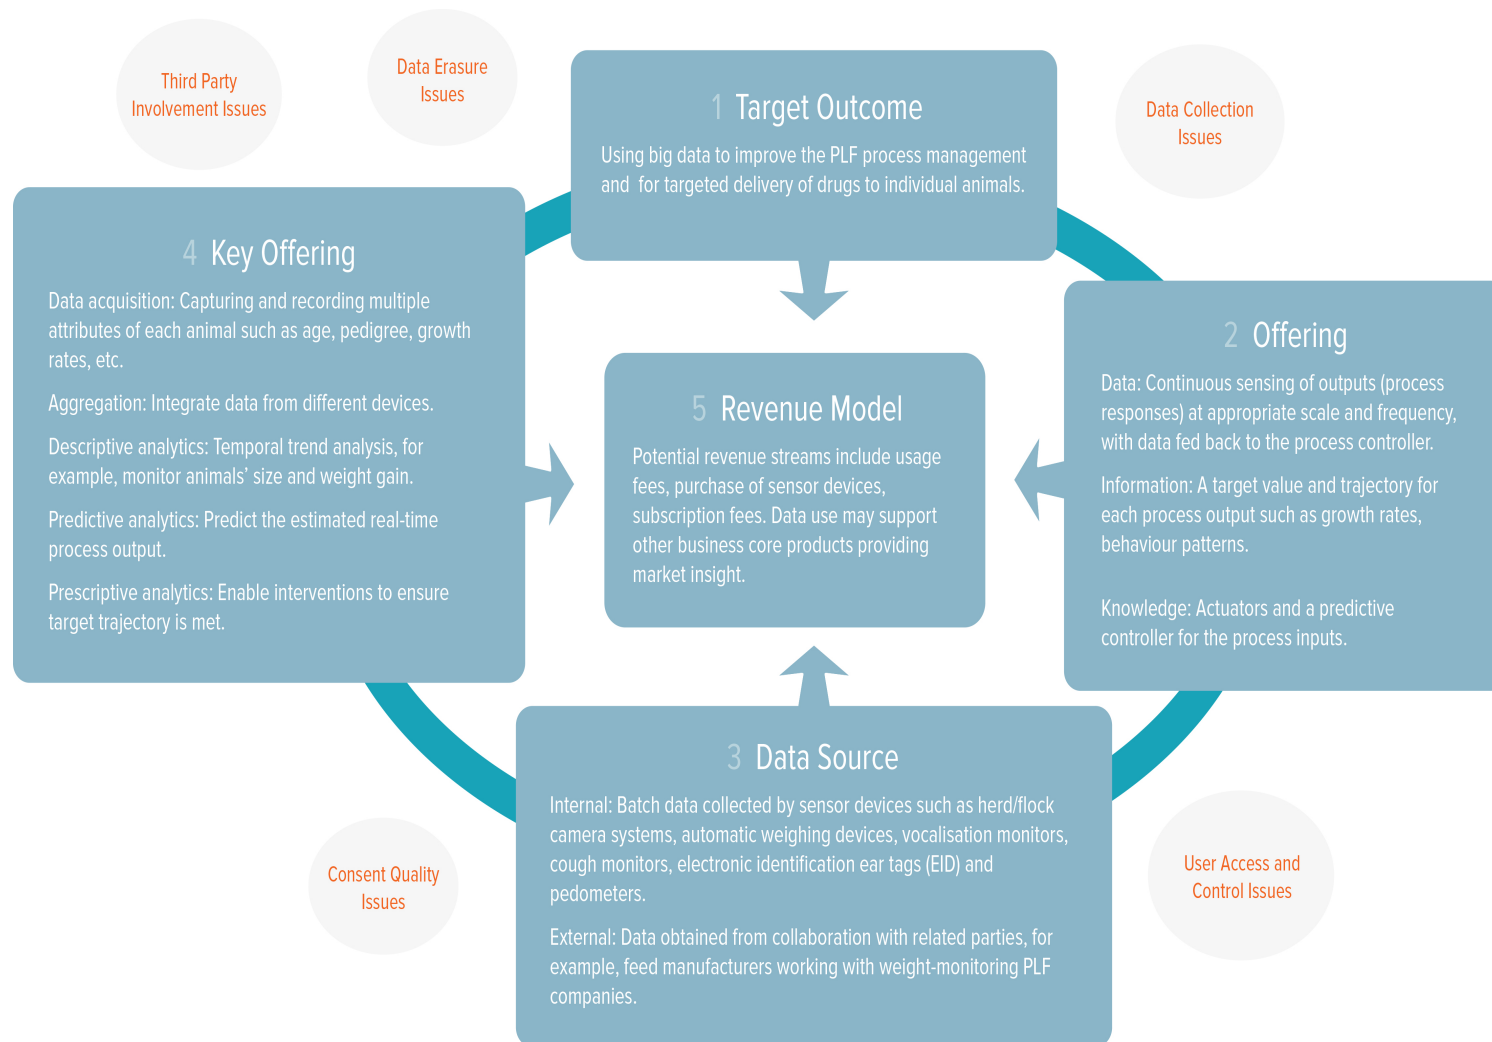 Third Party
Involvement Issues
Data Erasure
Issues
Data Collection
Issues
1 Target Outcome
Using big data to improve the PLF process management
and for targeted delivery of drugs to individual animals.
2 Offering
Data: Continuous sensing of outputs (process
responses) at appropriate scale and frequency,
with data fed back to the process controller.
Information: A target value and trajectory for
each process output such as growth rates,
behaviour patterns.
Knowledge: Actuators and a predictive
controller for the process inputs.
3 Data Source
Internal: Batch data collected by sensor devices such as herd/flock
camera systems, automatic weighing devices, vocalisation monitors,
cough monitors, electronic identification ear tags (EID) and
pedometers.
External: Data obtained from collaboration with related parties, for
example, feed manufacturers working with weight-monitoring PLF
companies.
4 Key Offering
Data acquisition: Capturing and recording multiple
attributes of each animal such as age, pedigree, growth
rates, etc.
Aggregation: Integrate data from different devices.
Descriptive analytics: Temporal trend analysis, for
example, monitor animals’ size and weight gain.
Predictive analytics: Predict the estimated real-time
process output.
Prescriptive analytics: Enable interventions to ensure
target trajectory is met.
5 Revenue Model
Potential revenue streams include usage
fees, purchase of sensor devices,
subscription fees. Data use may support
other business core products providing
market insight.
Consent Quality
Issues
User Access and
Control Issues